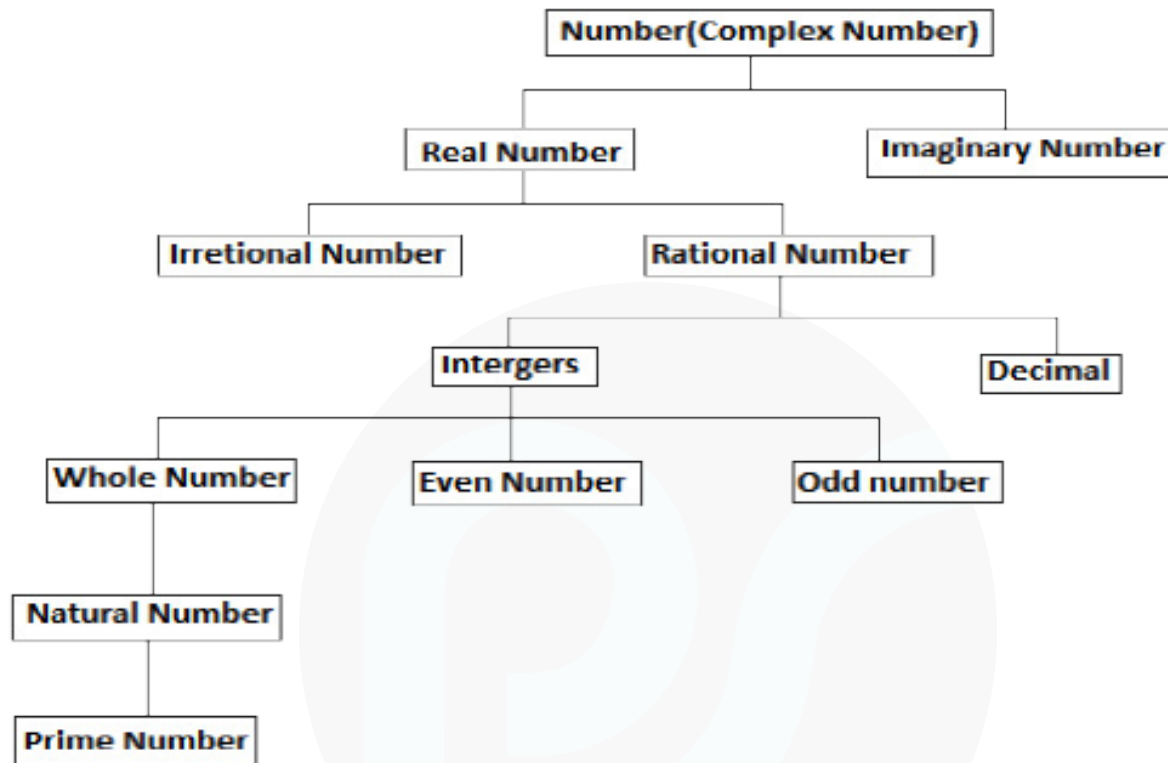 Number(Complex Number)
Real Number
Imaginary Number
Irretional Number
Rational Number
Intergers
Decimal
Whole Number
Even Number
Odd number
Natural Number
Prime Number